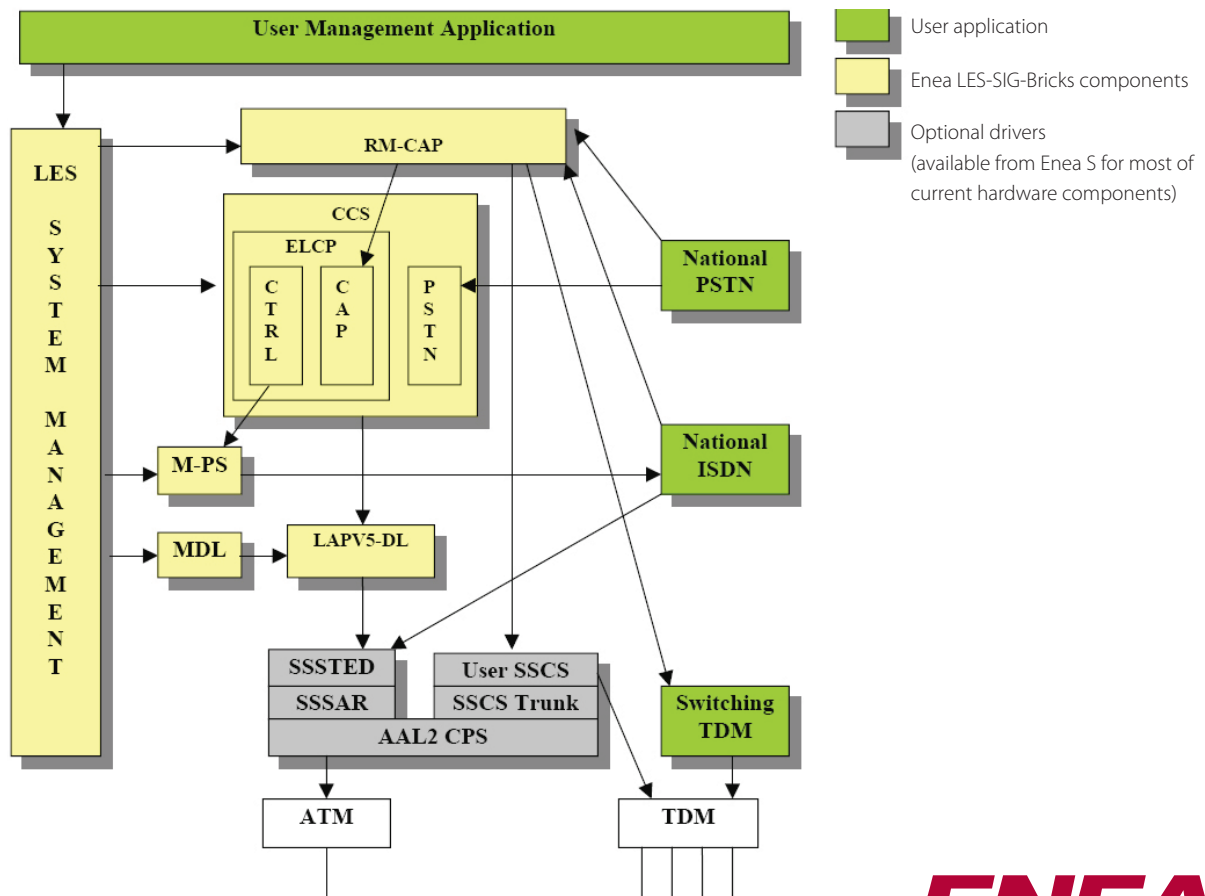 User Management Application
User application
Enea LES-SIG-Bricks components
Optional drivers
(available from Enea S for most of
current hardware components)
LES
SYSTEM
MANAGEMENT
RM-CAP
CCS
ELCP
CTRL
CAP
PSTN
National
PSTN
National
ISDN
M-PS
MDL
LAPV5-DL
SSSTED
SSSAR
User SSCS
SSCS Trunk
AAL2 CPS
Switching
TDM
ATM
TDM
ENEA